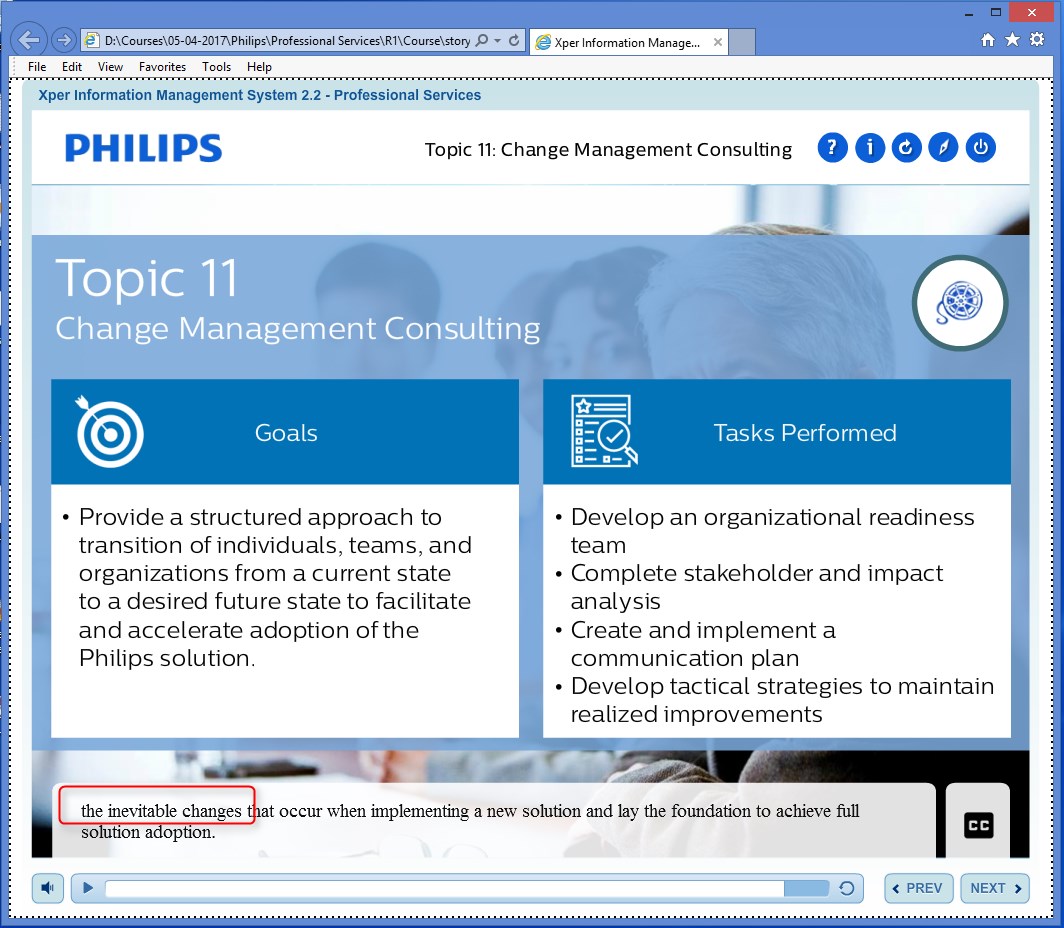 D:\Courses\05-04-2017\Philips\Professional Services\R1\Course\story
Xper Information Manage...
File Edit View Favorites Tools Help
Xper Information Management System 2.2 - Professional Services
PHILIPS
Topic 11: Change Management Consulting
? i
Topic 11
Change Management Consulting
Goals
• Provide a structured approach to
transition of individuals, teams, and
organizations from a current state
to a desired future state to facilitate
and accelerate adoption of the
Philips solution.
Tasks Performed
• Develop an organizational readiness
team
• Complete stakeholder and impact
analysis
• Create and implement a
communication plan
• Develop tactical strategies to maintain
realized improvements
the inevitable changes that occur when implementing a new solution and lay the foundation to achieve full
solution adoption.
CC
PREV
NEXT